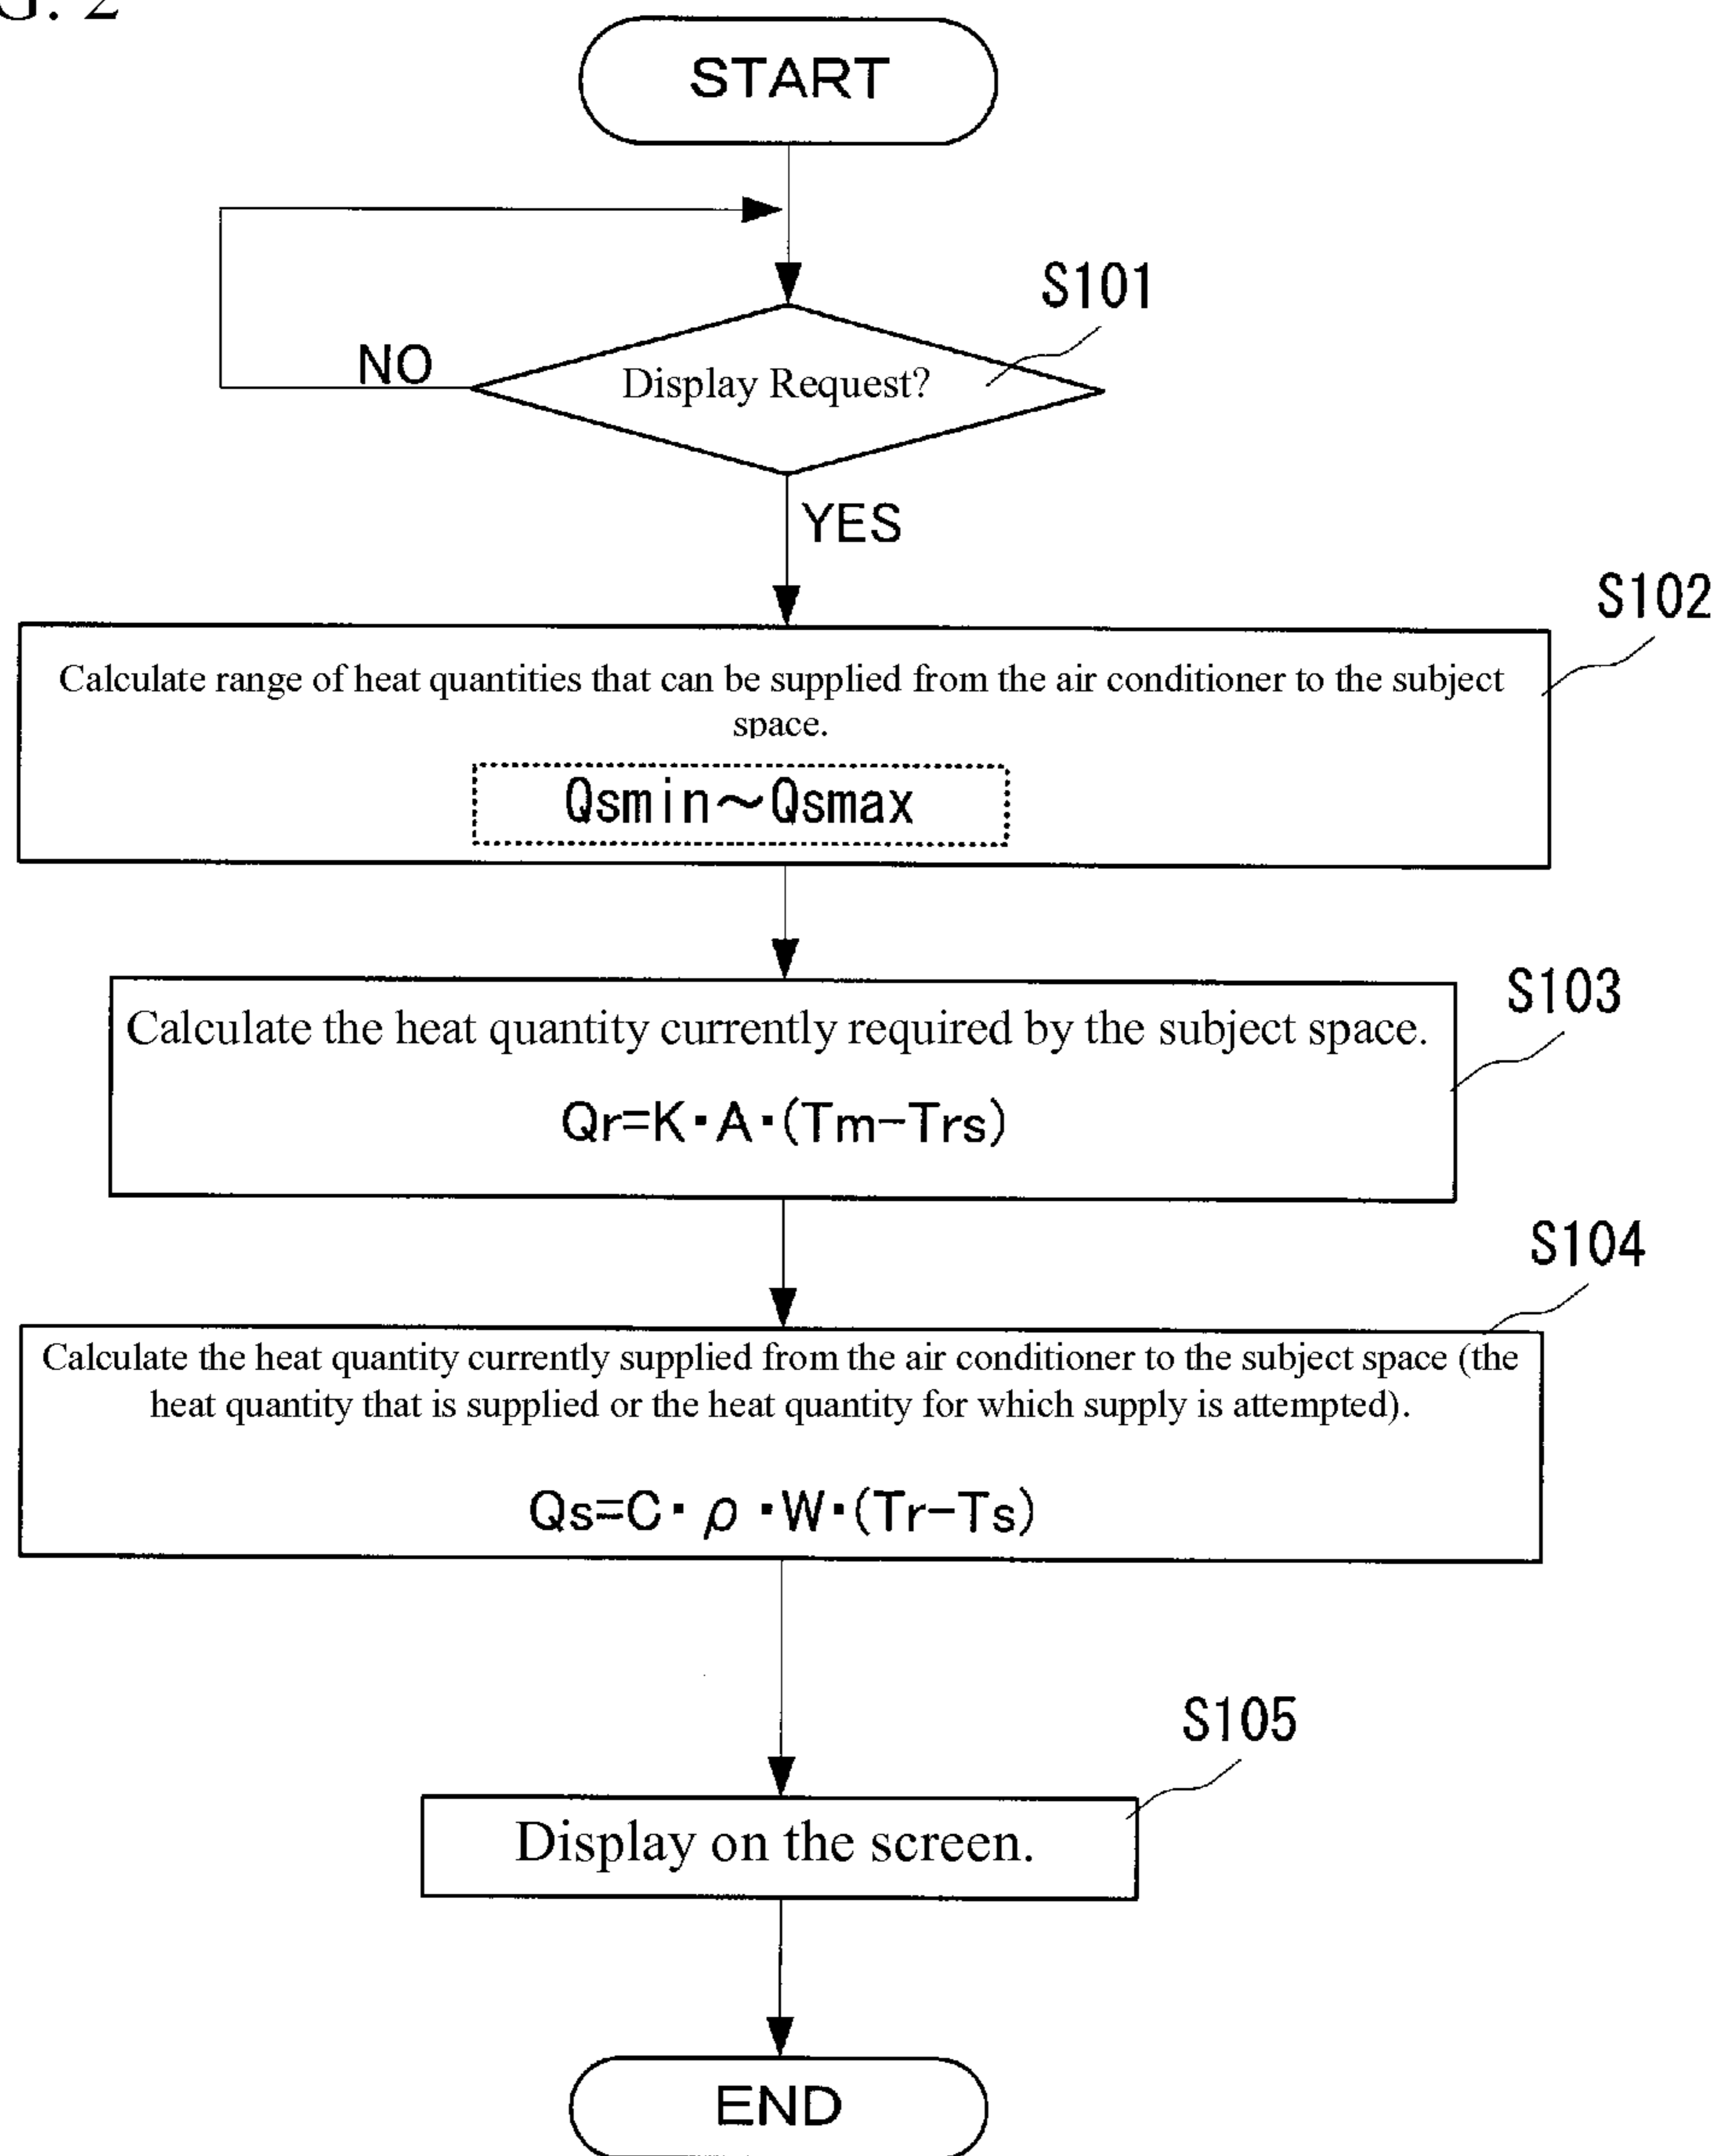 G. 2
START
S101
NO
Display Request?
YES
S102
Calculate range of heat quantities that can be supplied from the air conditioner to the subject
space.
Qsmin～Qsmax
S103
Calculate the heat quantity currently required by the subject space.
Qr=K・A・(Tm-Trs)
S104
Calculate the heat quantity currently supplied from the air conditioner to the subject space (the
heat quantity that is supplied or the heat quantity for which supply is attempted).
Qs=C・ρ・W・(Tr-Ts)
S105
Display on the screen.
END